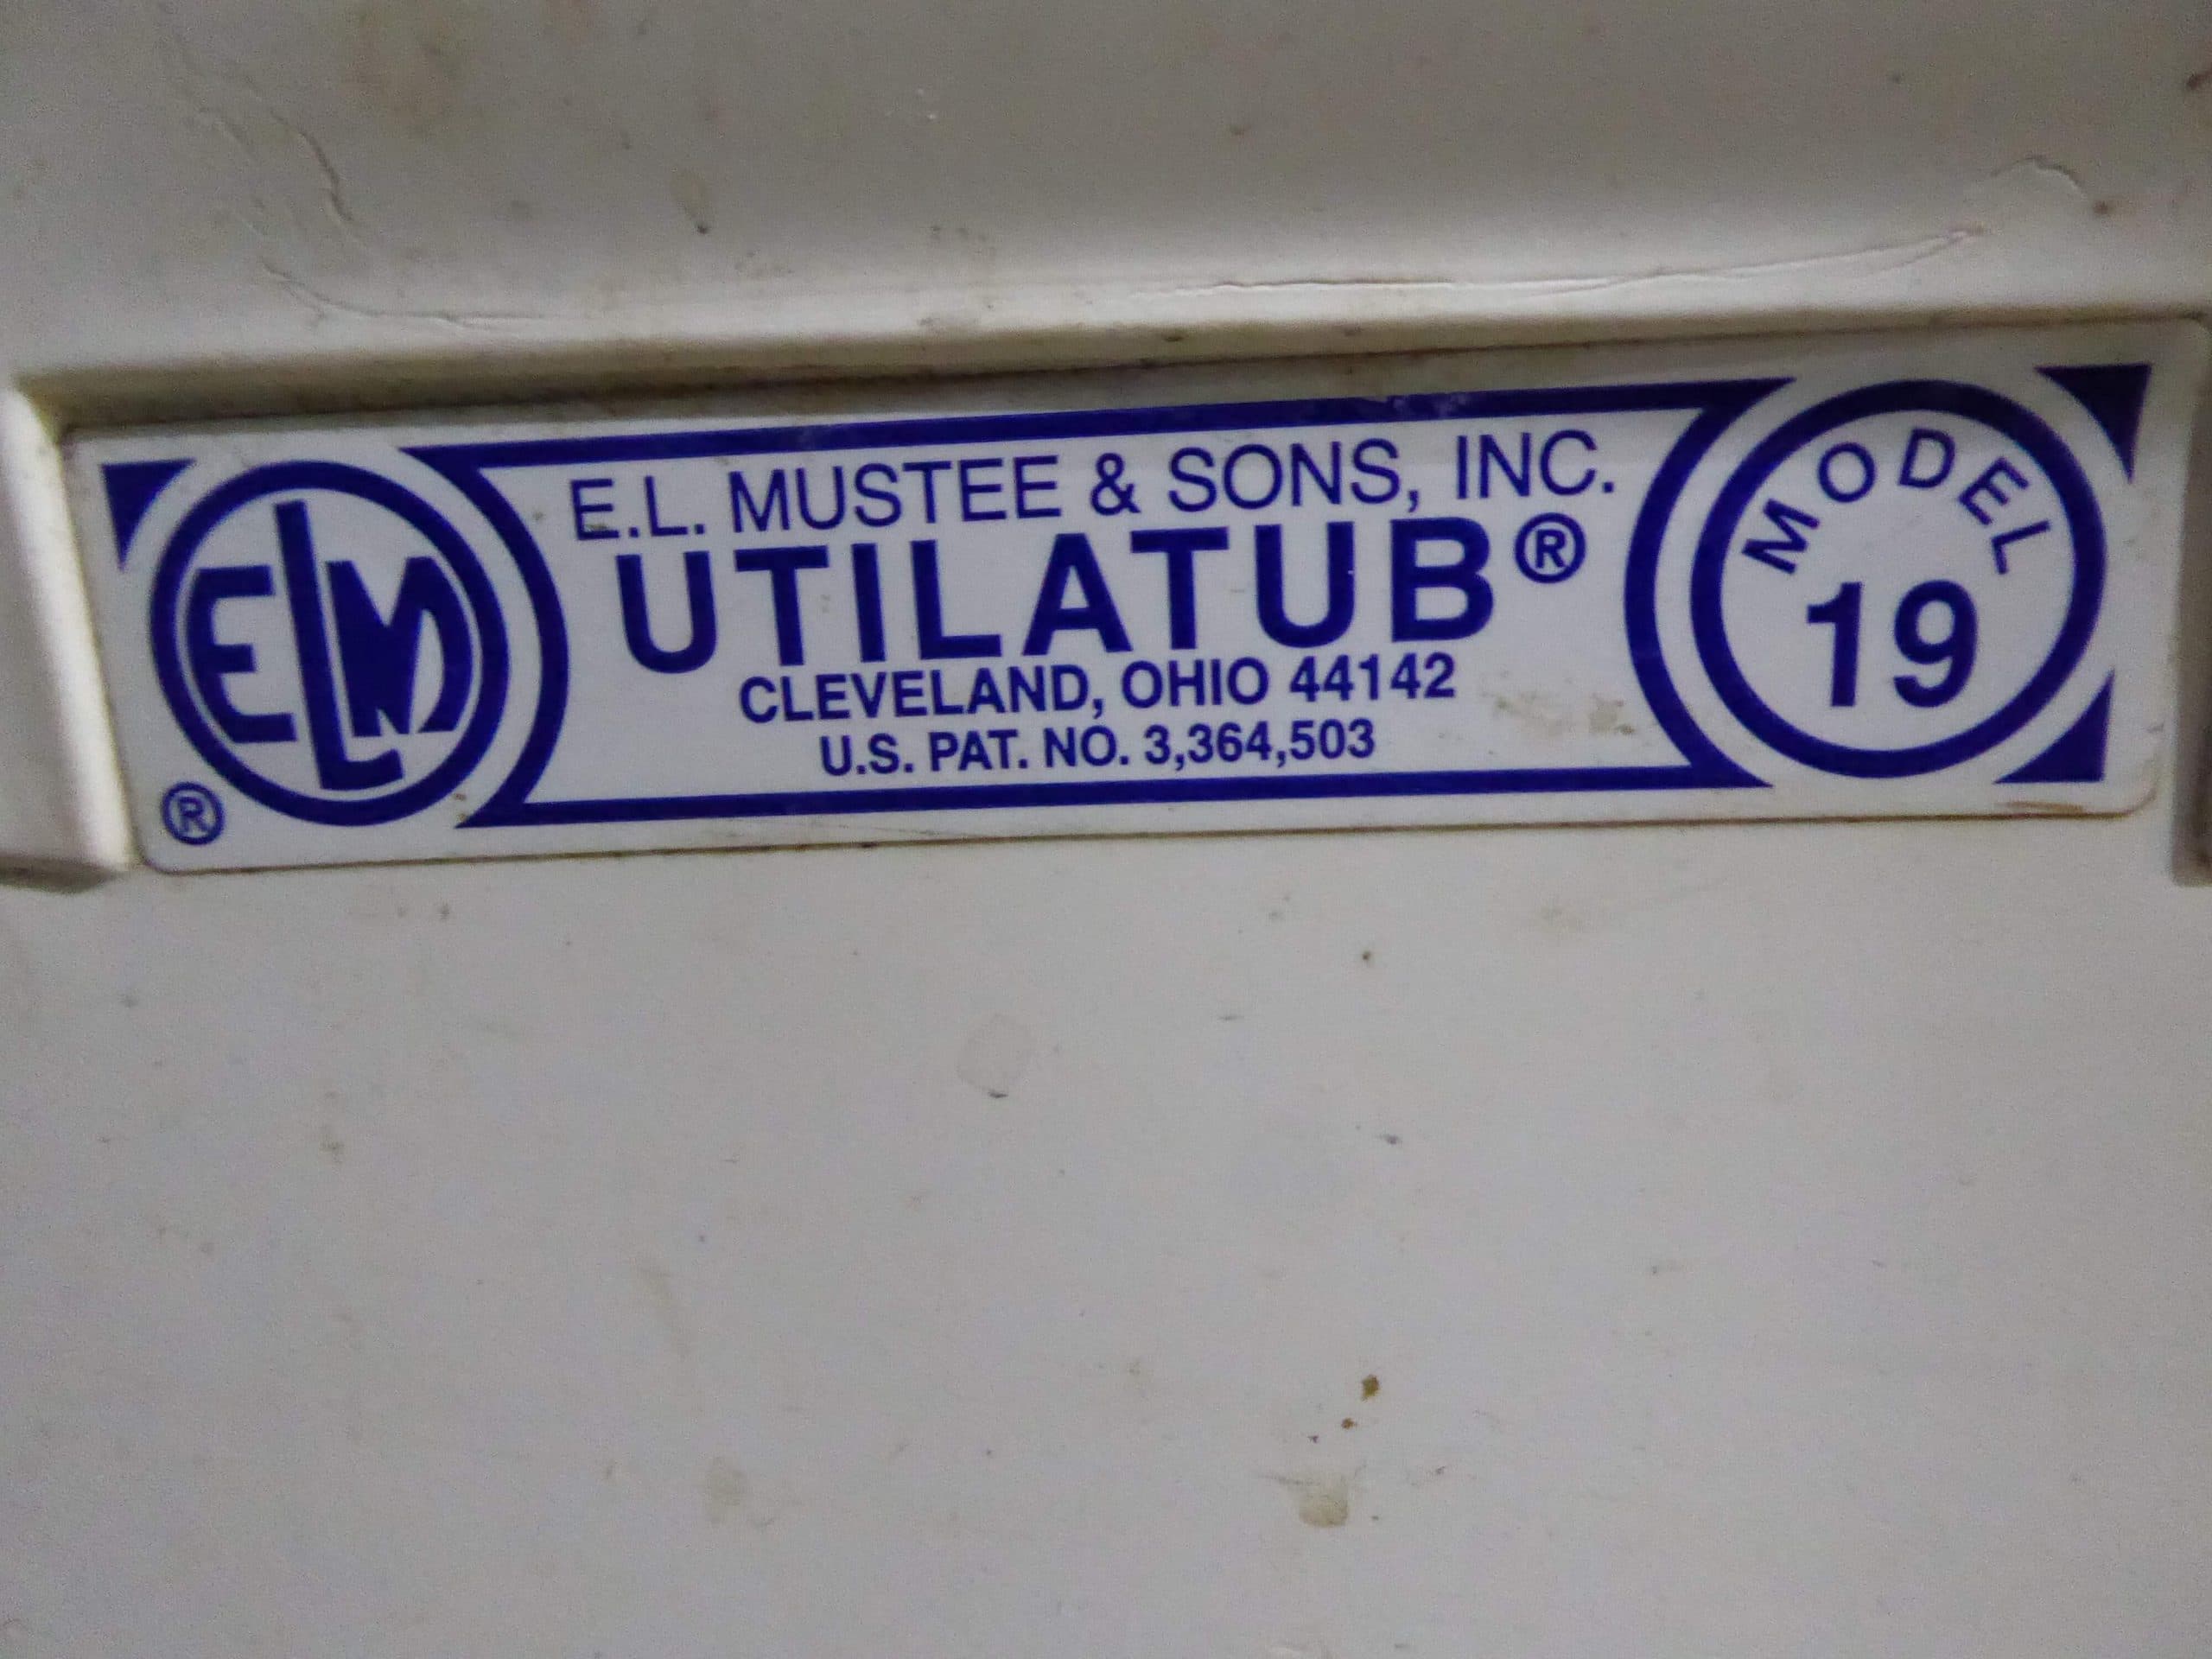 ELM
®
E.L. MUSTEE & SONS, INC.
UTILATUB®
CLEVELAND, OHIO 44142
U.S. PAT. NO. 3,364,503
MODEL
19